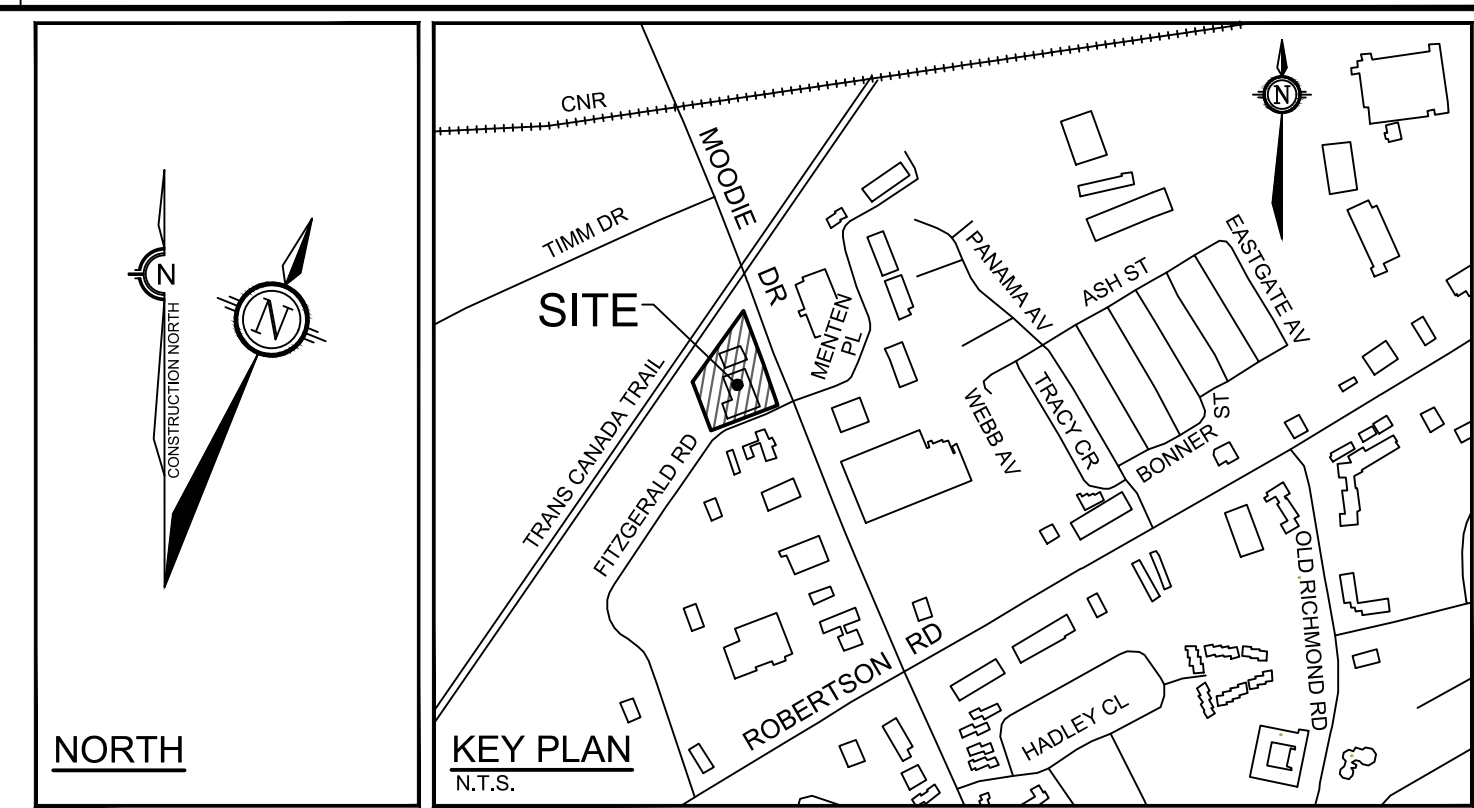 N
N
CONSTRUCTION NORTH
NORTH
CNR
N
MOODIE
DR
TIMM DR
SITE
MENTEN
PL
PANAMA AV
ASH ST
EASTGATE AV
TRANS CANADA TRAIL
FITZGERALD RD
WEBB AV
TRACY CR
BONNER
ST
OLD RICHMOND RD
ROBERTSON
RD
HADLEY CL
KEY PLAN
N.T.S.